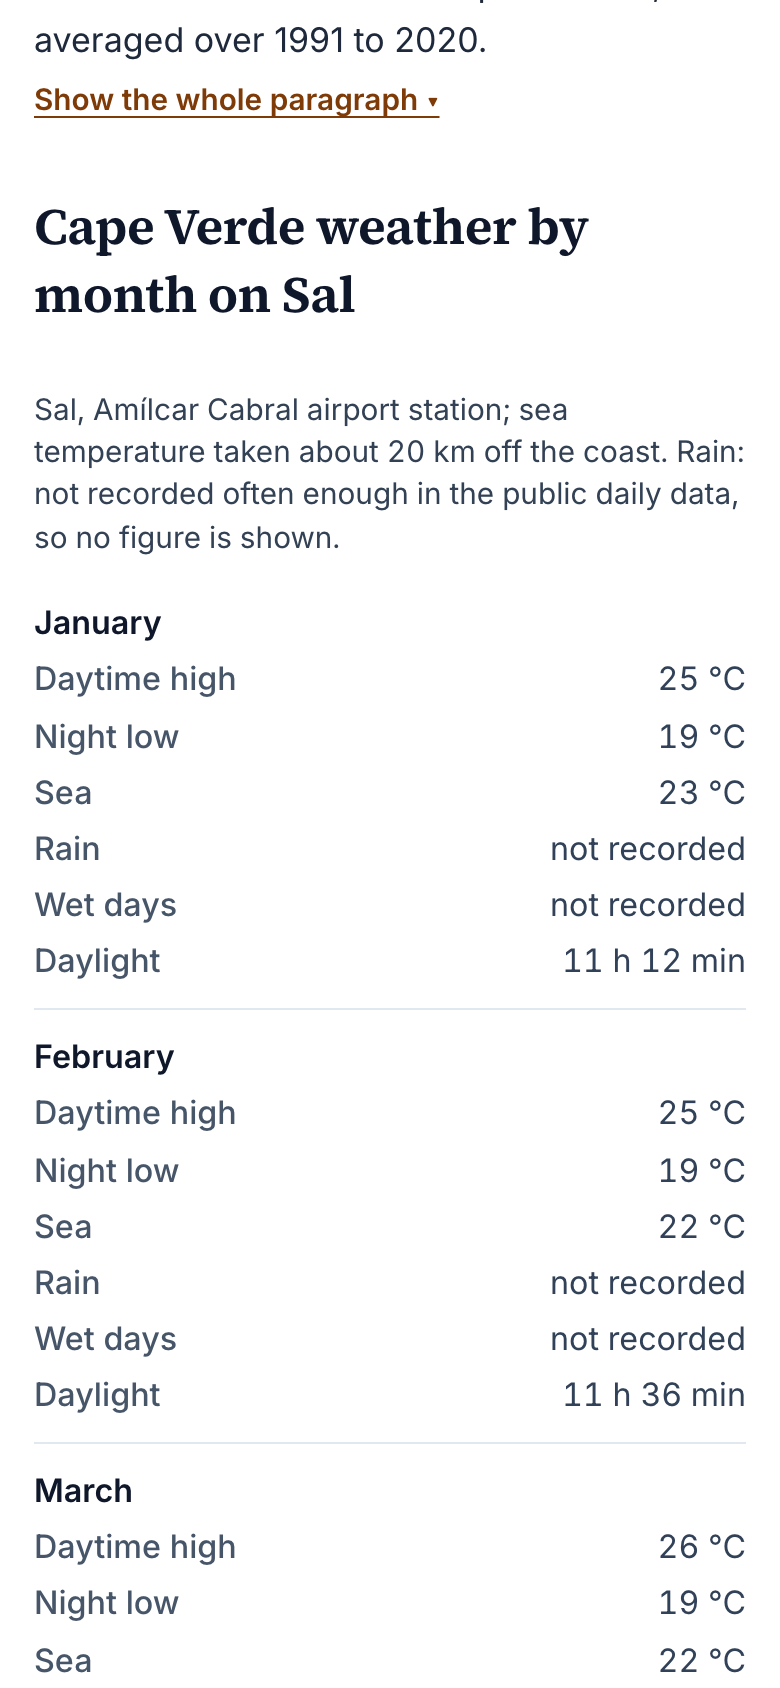 averaged over 1991 to 2020.
Show the whole paragraph ▾
Cape Verde weather by
month on Sal
Sal, Amílcar Cabral airport station; sea
temperature taken about 20 km off the coast. Rain:
not recorded often enough in the public daily data,
so no figure is shown.
January
Daytime high 25 °C
Night low 19 °C
Sea 23 °C
Rain not recorded
Wet days not recorded
Daylight 11 h 12 min
February
Daytime high 25 °C
Night low 19 °C
Sea 22 °C
Rain not recorded
Wet days not recorded
Daylight 11 h 36 min
March
Daytime high 26 °C
Night low 19 °C
Sea 22 °C